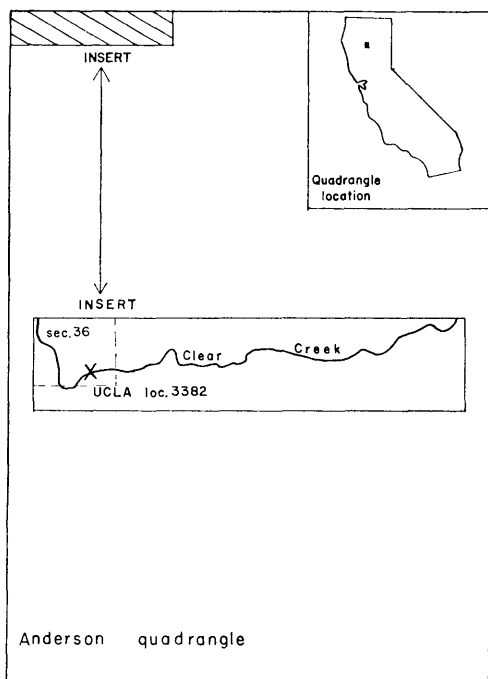 INSERT
Quadrangle
location
INSERT
sec. 36
Clear Creek
UCLA loc. 3382
Anderson quadrangle